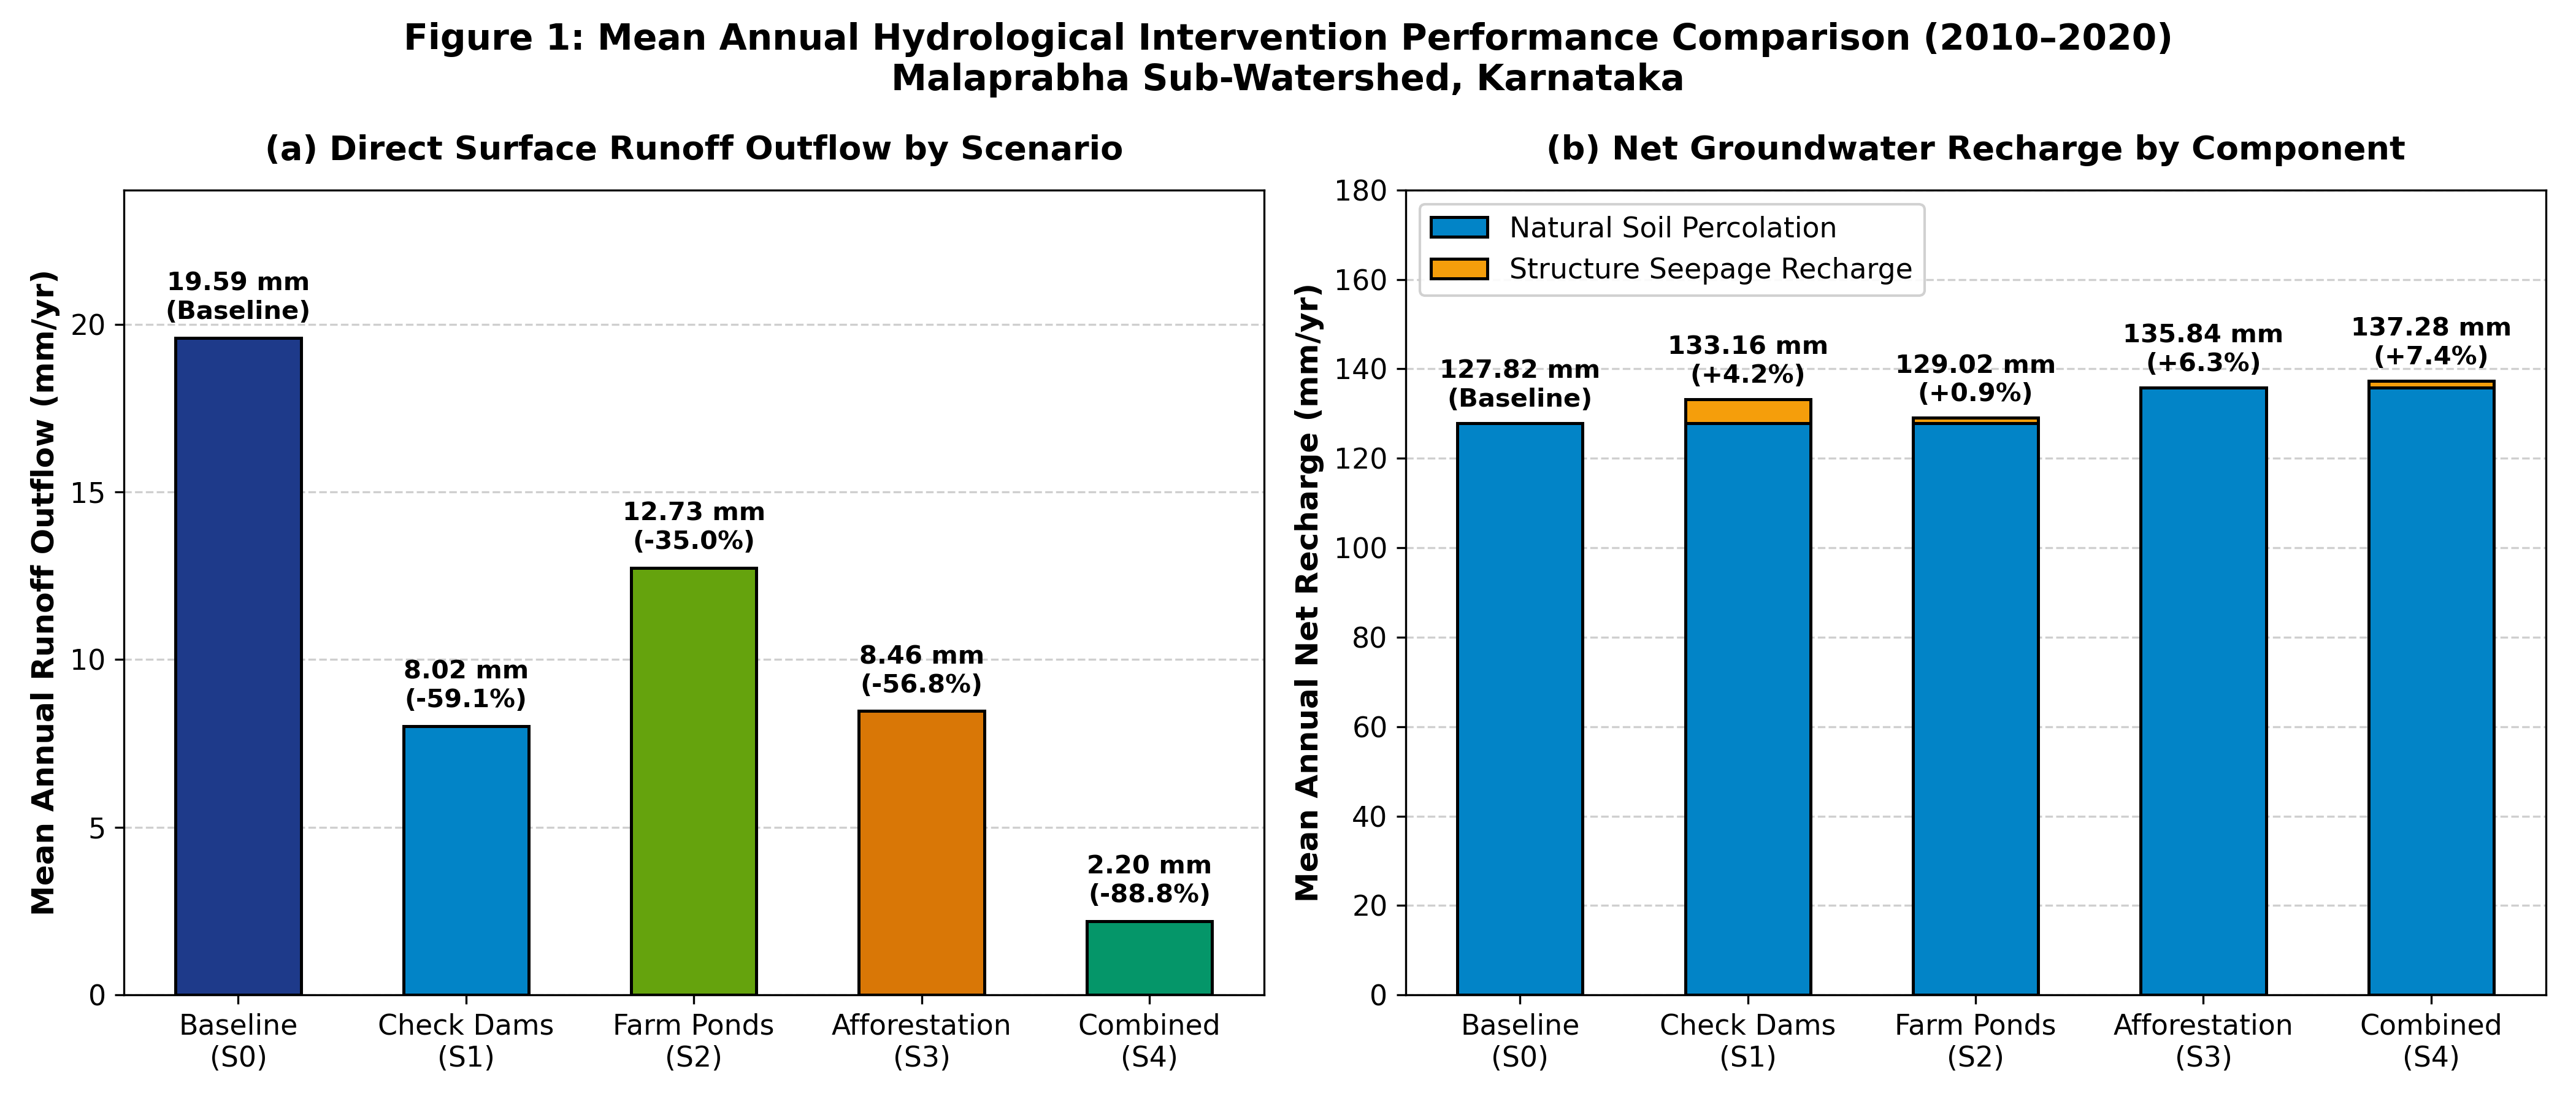 Figure 1: Mean Annual Hydrological Intervention Performance Comparison (2010–2020)
Malaprabha Sub-Watershed, Karnataka
(a) Direct Surface Runoff Outflow by Scenario
Mean Annual Runoff Outflow (mm/yr)
20
15
10
5
0
19.59 mm
(Baseline)
8.02 mm
(-59.1%)
12.73 mm
(-35.0%)
8.46 mm
(-56.8%)
2.20 mm
(-88.8%)
Baseline
(S0)
Check Dams
(S1)
Farm Ponds
(S2)
Afforestation
(S3)
Combined
(S4)
(b) Net Groundwater Recharge by Component
Mean Annual Net Recharge (mm/yr)
180
160
140
120
100
80
60
40
20
0
Natural Soil Percolation
Structure Seepage Recharge
127.82 mm
(Baseline)
133.16 mm
(+4.2%)
129.02 mm
(+0.9%)
135.84 mm
(+6.3%)
137.28 mm
(+7.4%)
Baseline
(S0)
Check Dams
(S1)
Farm Ponds
(S2)
Afforestation
(S3)
Combined
(S4)